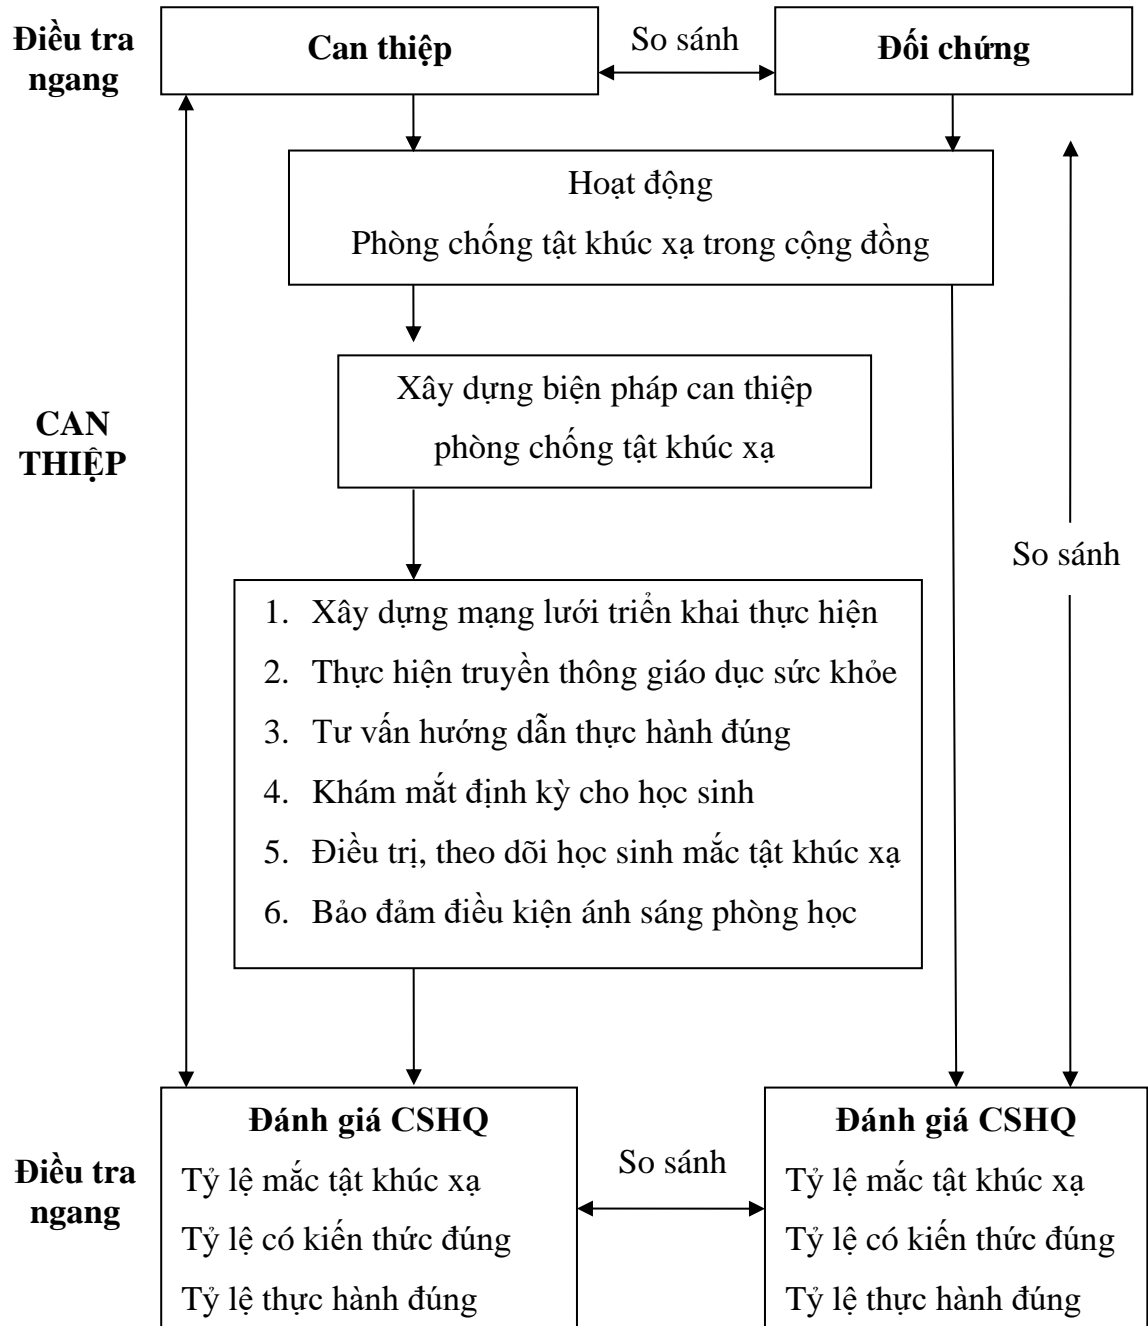 Điều tra
ngang
Can thiệp
So sánh
Đối chứng
Hoạt động
Phòng chống tật khúc xạ trong cộng đồng
CAN
THIỆP
Xây dựng biện pháp can thiệp
phòng chống tật khúc xạ
So sánh
1. Xây dựng mạng lưới triển khai thực hiện
2. Thực hiện truyền thông giáo dục sức khỏe
3. Tư vấn hướng dẫn thực hành đúng
4. Khám mắt định kỳ cho học sinh
5. Điều trị, theo dõi học sinh mắc tật khúc xạ
6. Bảo đảm điều kiện ánh sáng phòng học
Điều tra
ngang
Đánh giá CSHQ
Tỷ lệ mắc tật khúc xạ
Tỷ lệ có kiến thức đúng
Tỷ lệ thực hành đúng
So sánh
Đánh giá CSHQ
Tỷ lệ mắc tật khúc xạ
Tỷ lệ có kiến thức đúng
Tỷ lệ thực hành đúng